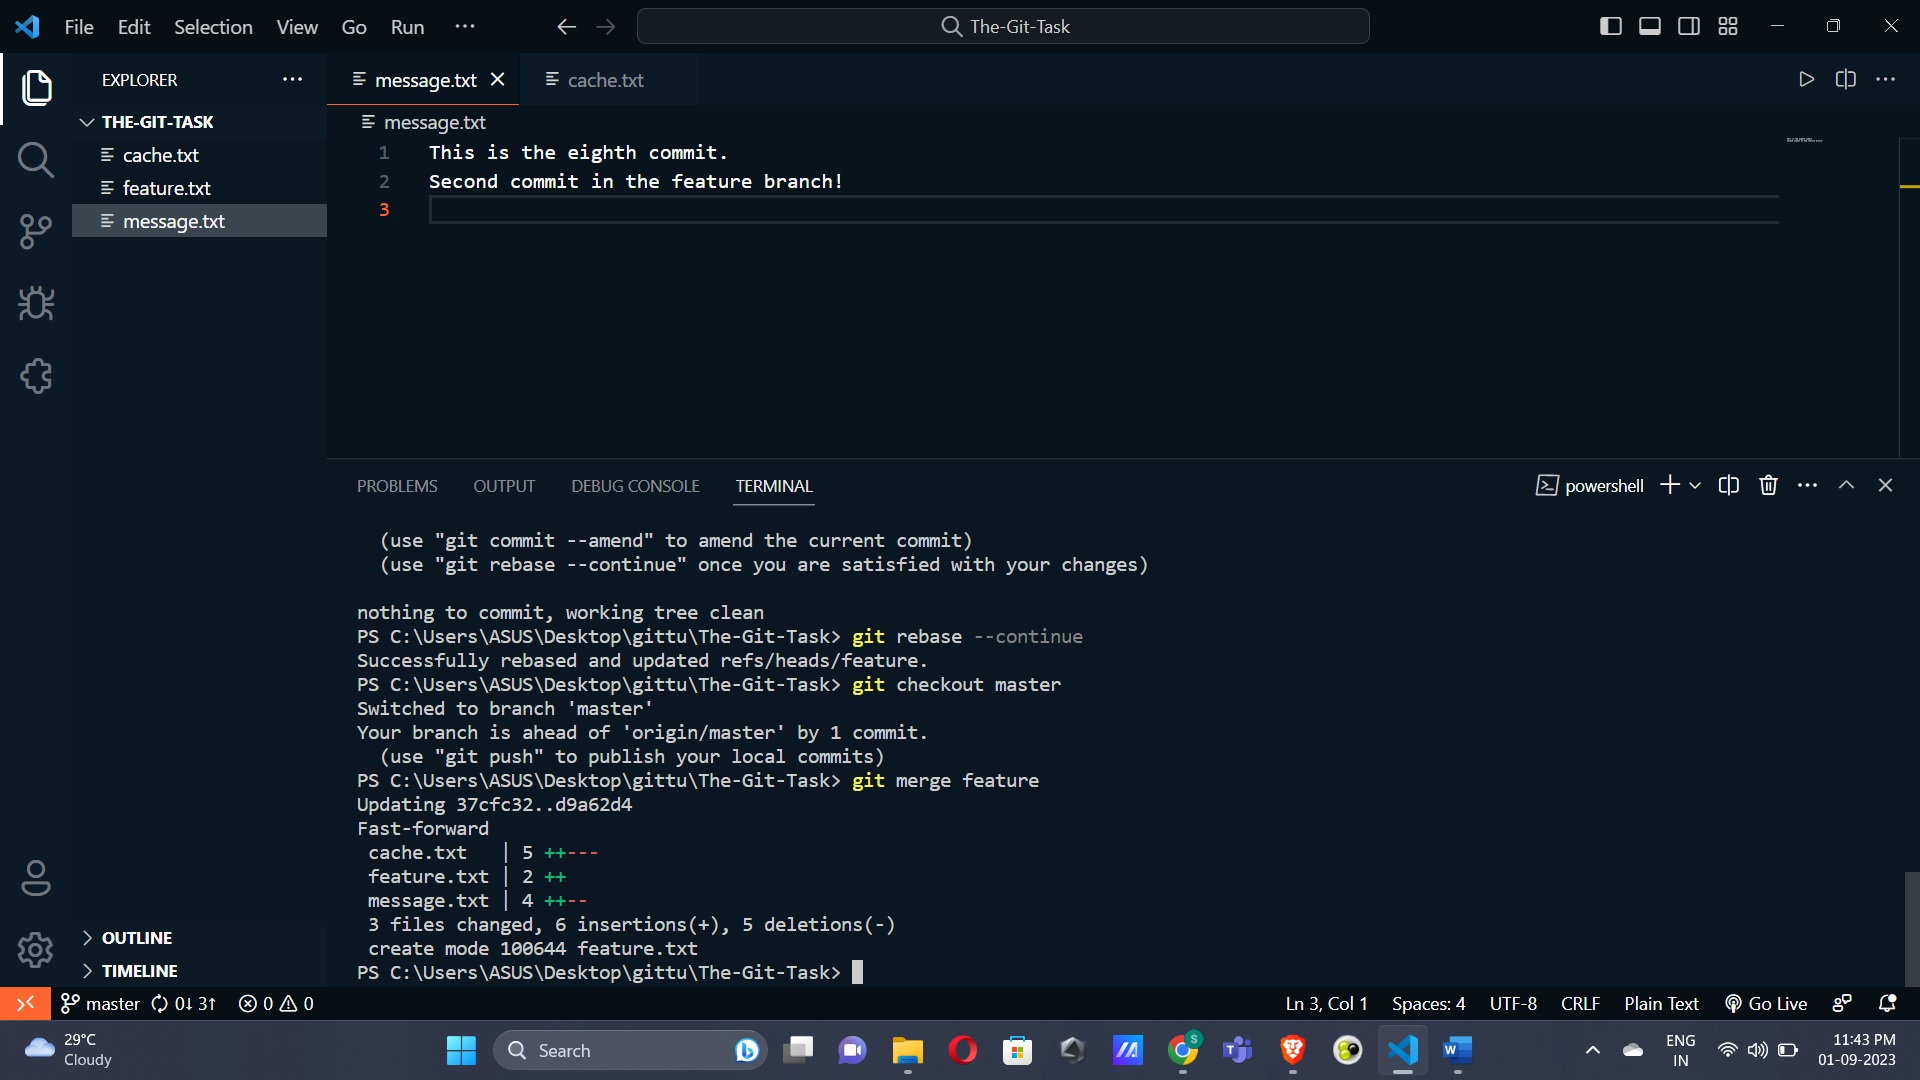 File Edit Selection View Go Run ···
The-Git-Task
EXPLORER
THE-GIT-TASK
cache.txt
feature.txt
message.txt
OUTLINE
TIMELINE
message.txt
cache.txt
message.txt
1 This is the eighth commit.
2 Second commit in the feature branch!
3
PROBLEMS OUTPUT DEBUG CONSOLE TERMINAL
powershell
(use "git commit --amend" to amend the current commit)
(use "git rebase --continue" once you are satisfied with your changes)
nothing to commit, working tree clean
PS C:\Users\ASUS\Desktop\gittu\The-Git-Task> git rebase --continue
Successfully rebased and updated refs/heads/feature.
PS C:\Users\ASUS\Desktop\gittu\The-Git-Task> git checkout master
Switched to branch 'master'
Your branch is ahead of 'origin/master' by 1 commit.
(use "git push" to publish your local commits)
PS C:\Users\ASUS\Desktop\gittu\The-Git-Task> git merge feature
Updating 37cfc32..d9a62d4
Fast-forward
cache.txt | 5 ++---
feature.txt | 2 ++
message.txt | 4 ++--
3 files changed, 6 insertions(+), 5 deletions(-)
create mode 100644 feature.txt
PS C:\Users\ASUS\Desktop\gittu\The-Git-Task>
master 0↓ 3↑ 0 0
Ln 3, Col 1 Spaces: 4 UTF-8 CRLF Plain Text Go Live
29°C
Cloudy
Search
ENG
IN
11:43 PM
01-09-2023